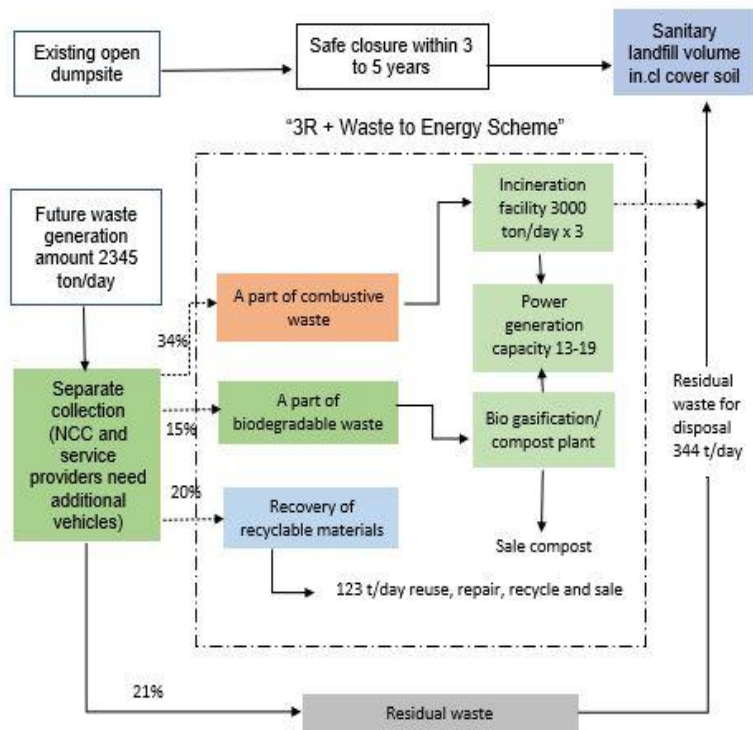 Existing open
dumpsite
Safe closure within 3
to 5 years
Sanitary
landfill volume
in.cl cover soil
“3R + Waste to Energy Scheme”
Future waste
generation
amount 2345
ton/day
Incineration
facility 3000
ton/day x 3
A part of combustive
waste
Power
generation
capacity 13-19
34%
Separate
collection
(NCC and
service
providers need
additional
vehicles)
15%
A part of
biodegradable waste
Bio gasification/
compost plant
Residual
waste for
disposal
344 t/day
20%
Recovery of
recyclable materials
Sale compost
123 t/day reuse, repair, recycle and sale
21%
Residual waste